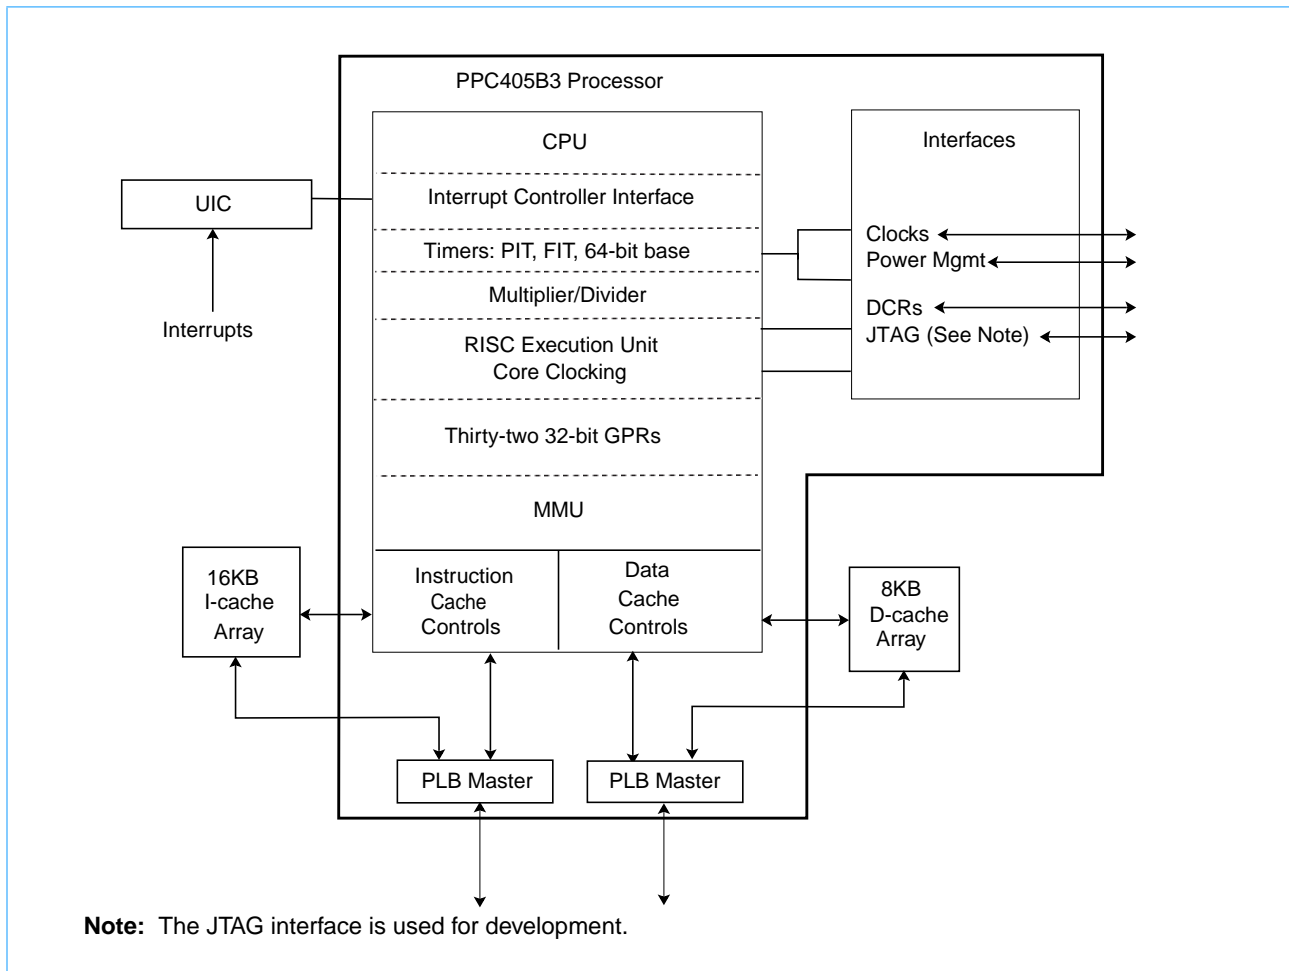 PPC405B3 Processor
CPU
Interfaces
Interrupt Controller Interface
UIC
Timers: PIT, FIT, 64-bit base
Clocks
Power Mgmt
Multiplier/Divider
DCRs
JTAG (See Note)
Interrupts
RISC Execution Unit
Core Clocking
Thirty-two 32-bit GPRs
MMU
16KB
I-cache
Array
Instruction
Cache
Controls
Data
Cache
Controls
8KB
D-cache
Array
PLB Master
PLB Master
Note: The JTAG interface is used for development.